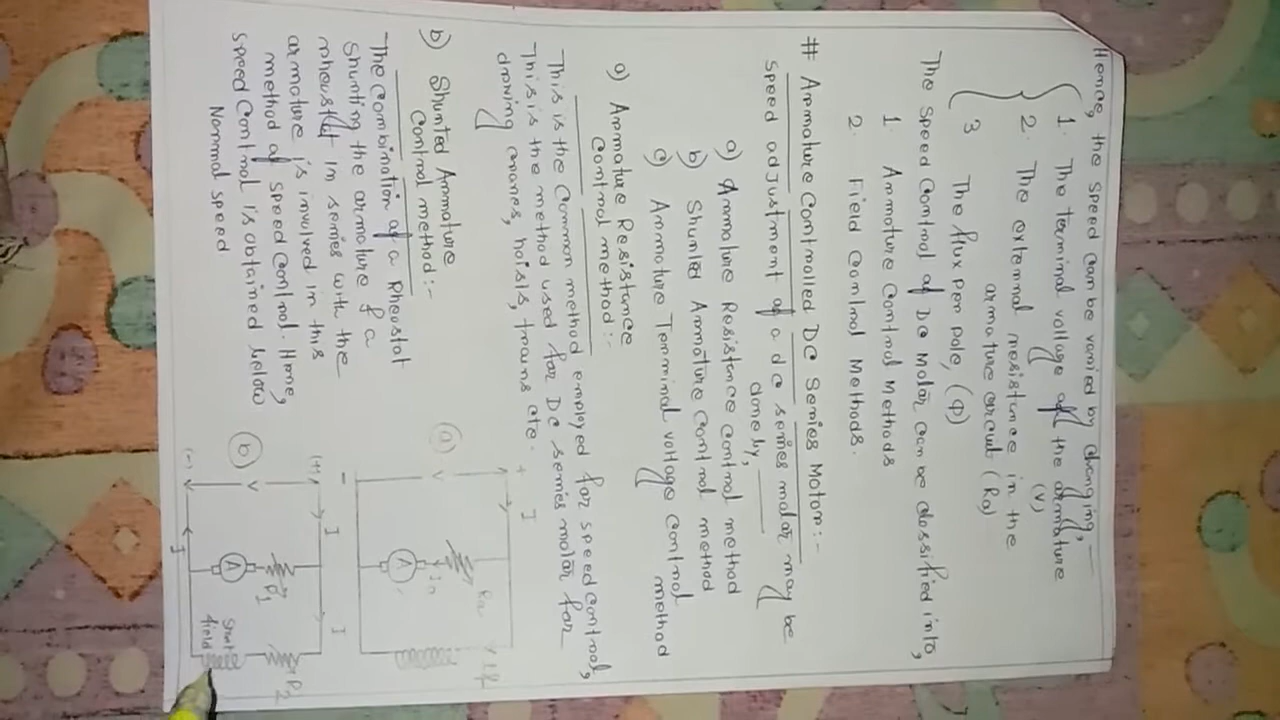 Hence, the speed can be varied by changing,—
1. The terminal voltage of the armature
(V)
2. The external resistance in the
armature circuit (Ra)
3 The flux per pole, (Φ)
The speed control of DC motor can be classified into,
1. Armature Control Methods
2. Field Control Methods.
# Armature Controlled DC Series Motor:-
speed adjustment of a dc series motor may be
done by,
a) Armature Resistance control method
b) Shunted Armature Control method
c) Armature Terminal voltage control
method
a) Armature Resistance
Control method:-
This is the Common method employed for speed control,
This is the method used for DC series motor for
driving cranes, hoists, trains etc.
b) Shunted Armature
Control method:-
The Combination of a Rheostat
shunting the armature & a
rheostat in series with the
armature is involved in this
method of speed control. Here,
speed control is obtained below
Normal speed
+ I
V
Ra
A
-
(a)
(+) I I
V
R1
R2
A
Shunt
field
(-) I
(b)